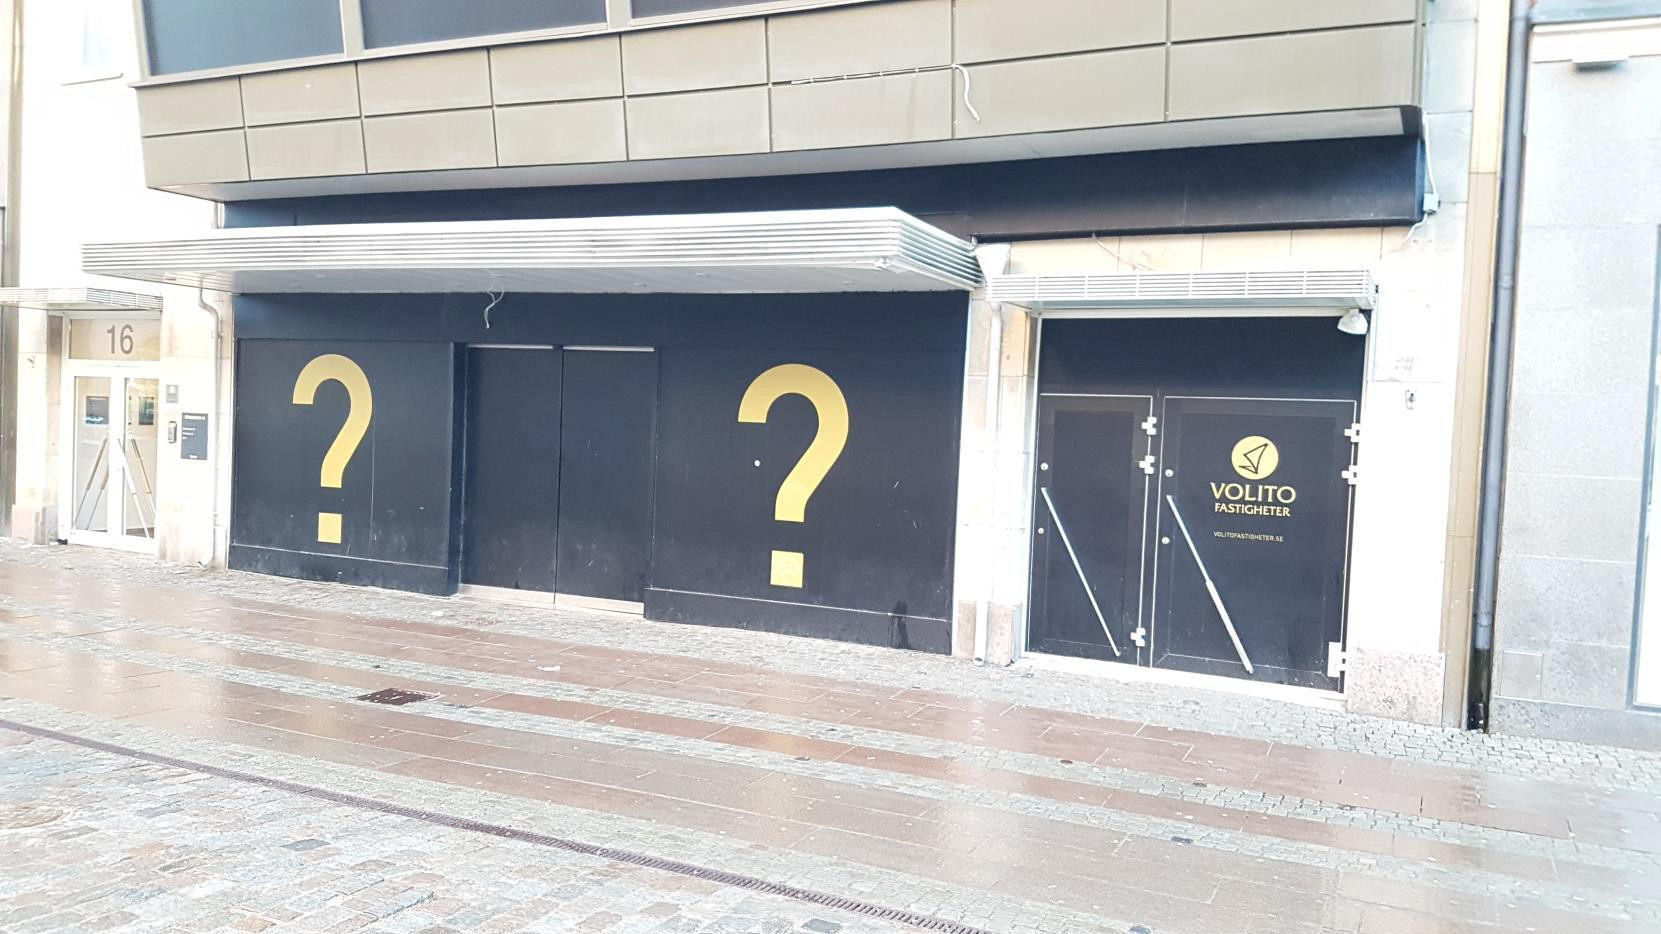 16
?
?
VOLITO
FASTIGHETER
VOLITOFASTIGHETER.SE